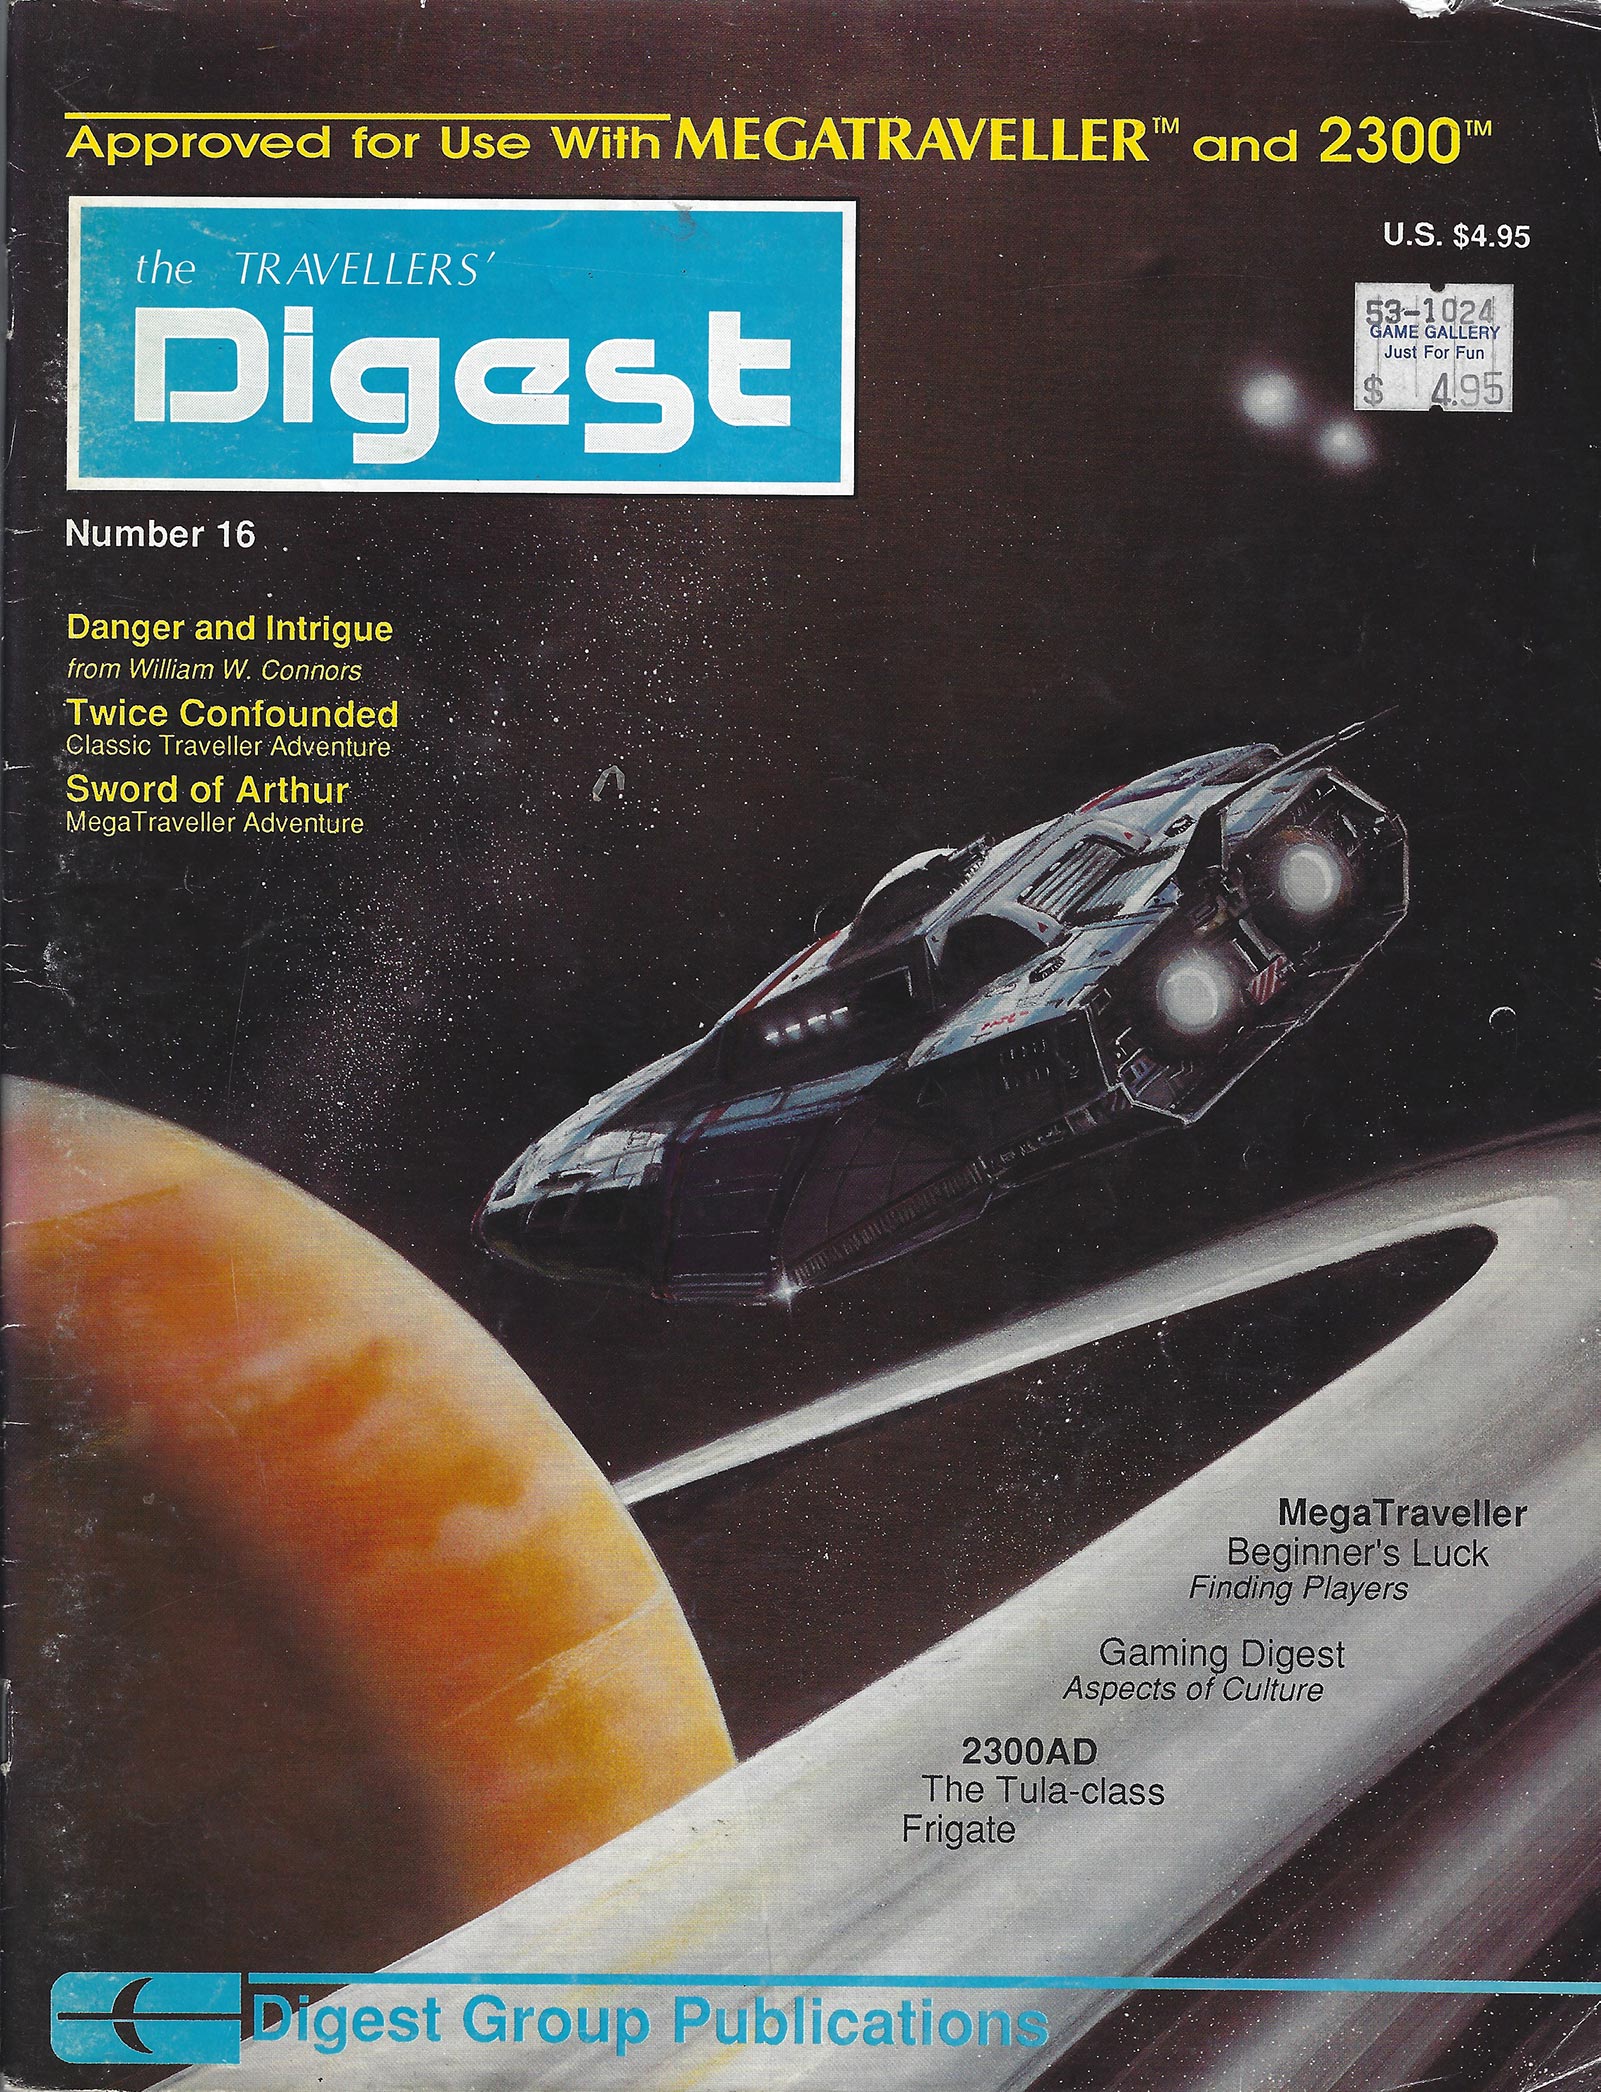 Approved for Use With MEGATRAVELLER™ and 2300™
the TRAVELLERS'
Digest
U.S. $4.95
53-1024
GAME GALLERY
Just For Fun
$ 4.95
Number 16
Danger and Intrigue
from William W. Connors
Twice Confounded
Classic Traveller Adventure
Sword of Arthur
MegaTraveller Adventure
MegaTraveller
Beginner's Luck
Finding Players
Gaming Digest
Aspects of Culture
2300AD
The Tula-class
Frigate
Digest Group Publications